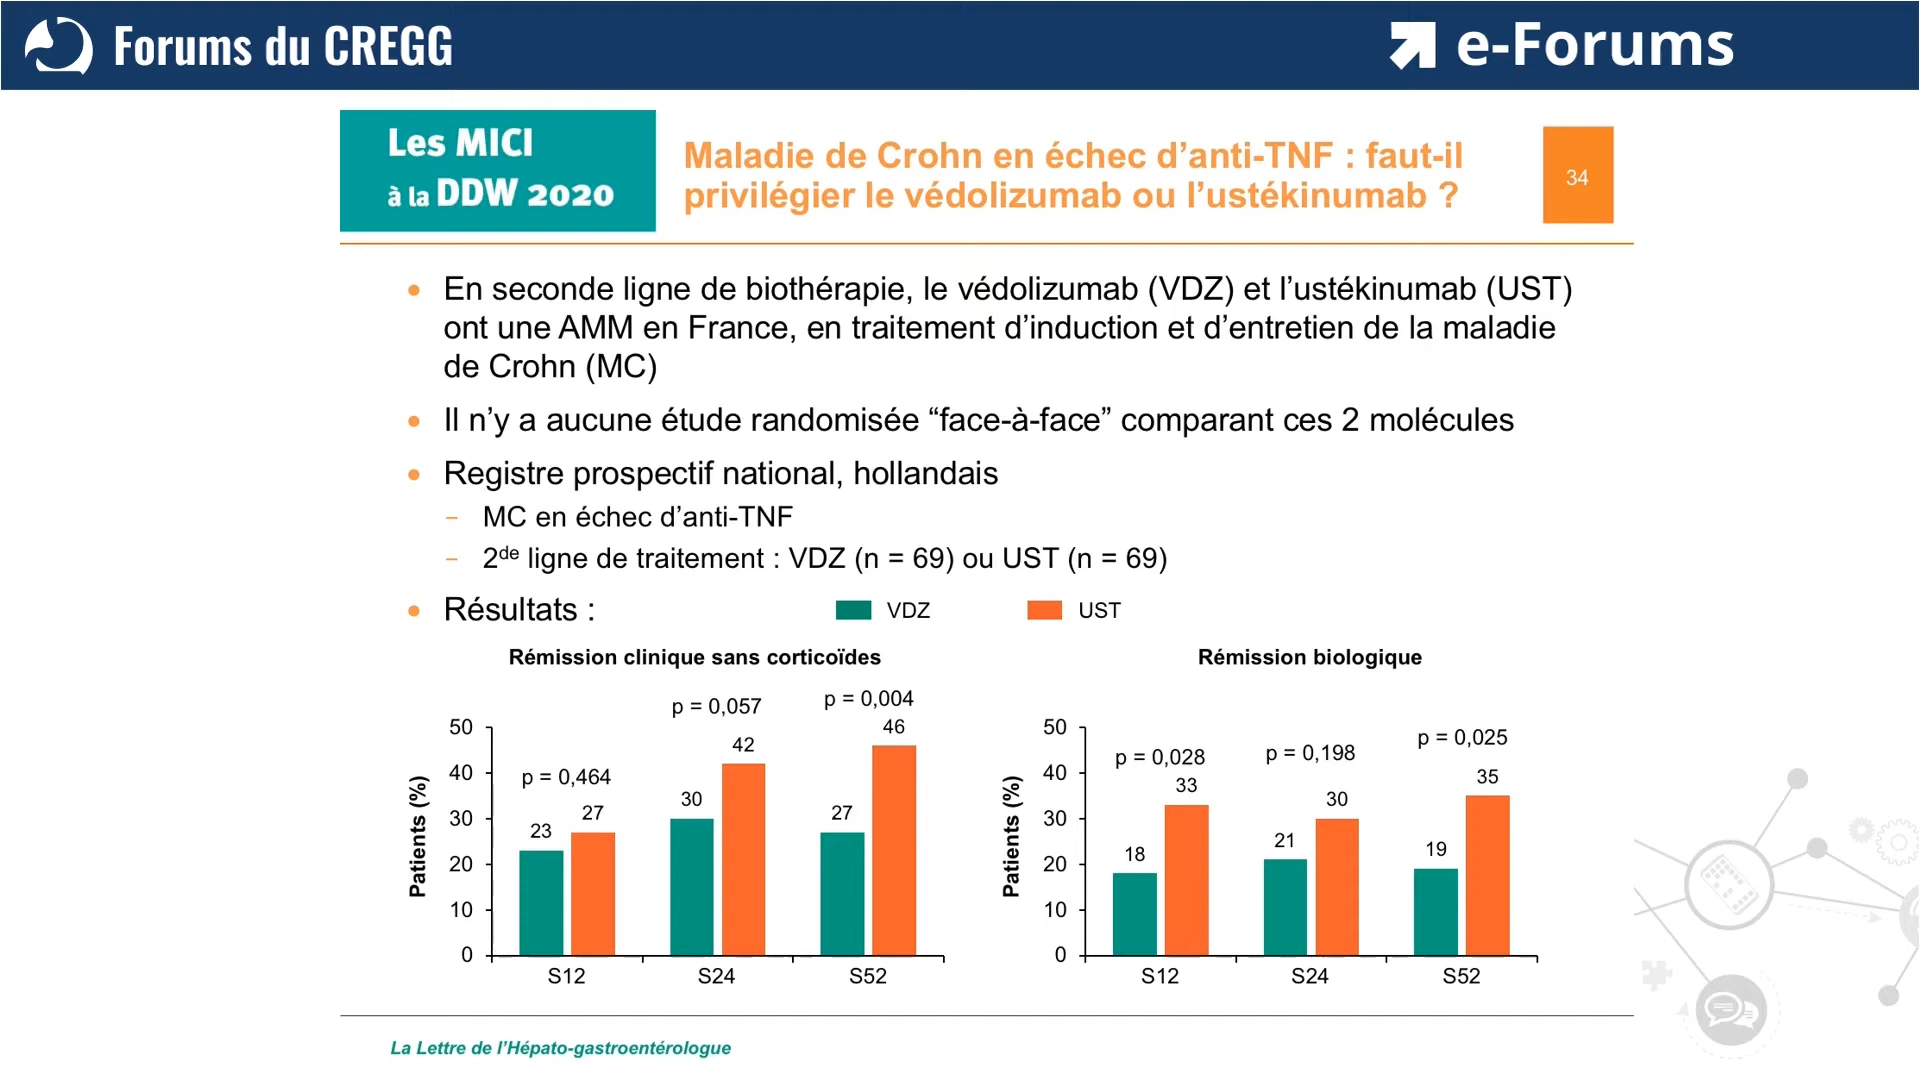 Forums du CREGG
e-Forums
Les MICI
à la DDW 2020
Maladie de Crohn en échec d’anti-TNF : faut-il
privilégier le védolizumab ou l’ustékinumab ?
34
• En seconde ligne de biothérapie, le védolizumab (VDZ) et l’ustékinumab (UST)
ont une AMM en France, en traitement d’induction et d’entretien de la maladie
de Crohn (MC)
• Il n’y a aucune étude randomisée “face-à-face” comparant ces 2 molécules
• Registre prospectif national, hollandais
– MC en échec d’anti-TNF
– 2de ligne de traitement : VDZ (n = 69) ou UST (n = 69)
• Résultats :
VDZ
UST
Rémission clinique sans corticoïdes
Patients (%)
50
40
30
20
10
0
p = 0,464
23
27
p = 0,057
30
42
p = 0,004
27
46
S12
S24
S52
Rémission biologique
Patients (%)
50
40
30
20
10
0
p = 0,028
18
33
p = 0,198
21
30
p = 0,025
19
35
S12
S24
S52
La Lettre de l’Hépato-gastroentérologue